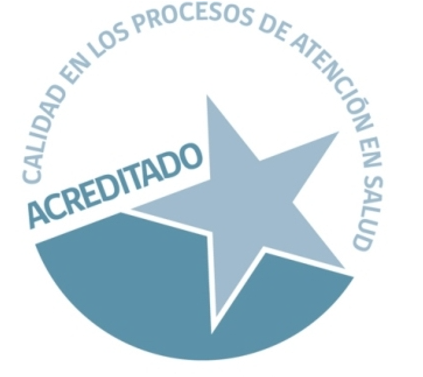 CALIDAD EN LOS PROCESOS DE ATENCIÓN EN SALUD
ACREDITADO